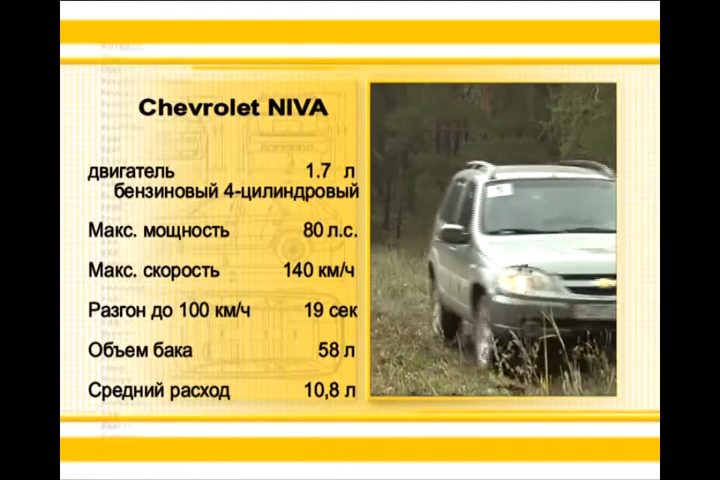 Chevrolet NIVA
двигатель 1.7 л
бензиновый 4-цилиндровый
Макс. мощность 80 л.с.
Макс. скорость 140 км/ч
Разгон до 100 км/ч 19 сек
Объем бака 58 л
Средний расход 10,8 л